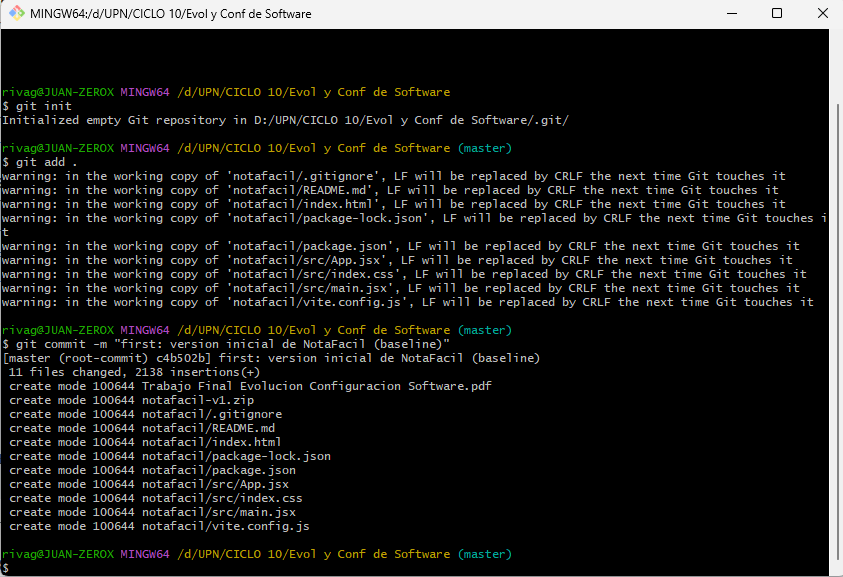 MINGW64:/d/UPN/CICLO 10/Evol y Conf de Software
rivag@JUAN-ZEROX MINGW64 /d/UPN/CICLO 10/Evol y Conf de Software
$ git init
Initialized empty Git repository in D:/UPN/CICLO 10/Evol y Conf de Software/.git/
rivag@JUAN-ZEROX MINGW64 /d/UPN/CICLO 10/Evol y Conf de Software (master)
$ git add .
warning: in the working copy of 'notafacil/.gitignore', LF will be replaced by CRLF the next time Git touches it
warning: in the working copy of 'notafacil/README.md', LF will be replaced by CRLF the next time Git touches it
warning: in the working copy of 'notafacil/index.html', LF will be replaced by CRLF the next time Git touches it
warning: in the working copy of 'notafacil/package-lock.json', LF will be replaced by CRLF the next time Git touches i
t
warning: in the working copy of 'notafacil/package.json', LF will be replaced by CRLF the next time Git touches it
warning: in the working copy of 'notafacil/src/App.jsx', LF will be replaced by CRLF the next time Git touches it
warning: in the working copy of 'notafacil/src/index.css', LF will be replaced by CRLF the next time Git touches it
warning: in the working copy of 'notafacil/src/main.jsx', LF will be replaced by CRLF the next time Git touches it
warning: in the working copy of 'notafacil/vite.config.js', LF will be replaced by CRLF the next time Git touches it
rivag@JUAN-ZEROX MINGW64 /d/UPN/CICLO 10/Evol y Conf de Software (master)
$ git commit -m "first: version inicial de NotaFacil (baseline)"
[master (root-commit) c4b502b] first: version inicial de NotaFacil (baseline)
11 files changed, 2138 insertions(+)
create mode 100644 Trabajo Final Evolucion Configuracion Software.pdf
create mode 100644 notafacil-v1.zip
create mode 100644 notafacil/.gitignore
create mode 100644 notafacil/README.md
create mode 100644 notafacil/index.html
create mode 100644 notafacil/package-lock.json
create mode 100644 notafacil/package.json
create mode 100644 notafacil/src/App.jsx
create mode 100644 notafacil/src/index.css
create mode 100644 notafacil/src/main.jsx
create mode 100644 notafacil/vite.config.js
rivag@JUAN-ZEROX MINGW64 /d/UPN/CICLO 10/Evol y Conf de Software (master)
$